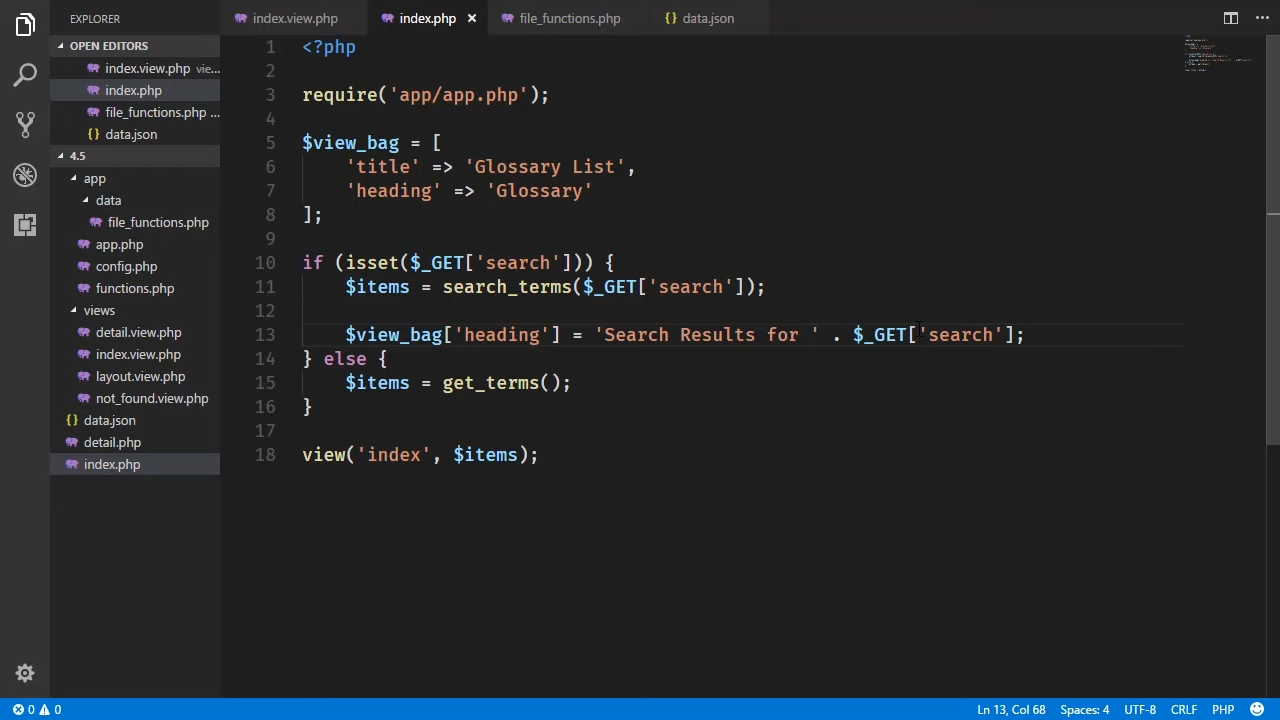 EXPLORER
index.view.php
index.php
file_functions.php
data.json
OPEN EDITORS
index.view.php vie...
index.php
file_functions.php ...
data.json
4.5
app
data
file_functions.php
app.php
config.php
functions.php
views
detail.view.php
index.view.php
layout.view.php
not_found.view.php
data.json
detail.php
index.php
1 <?php
2
3 require('app/app.php');
4
5 $view_bag = [
6 'title' => 'Glossary List',
7 'heading' => 'Glossary'
8 ];
9
10 if (isset($_GET['search'])) {
11 $items = search_terms($_GET['search']);
12
13 $view_bag['heading'] = 'Search Results for ' . $_GET['search'];
14 } else {
15 $items = get_terms();
16 }
17
18 view('index', $items);
0 0
Ln 13, Col 68 Spaces: 4 UTF-8 CRLF PHP